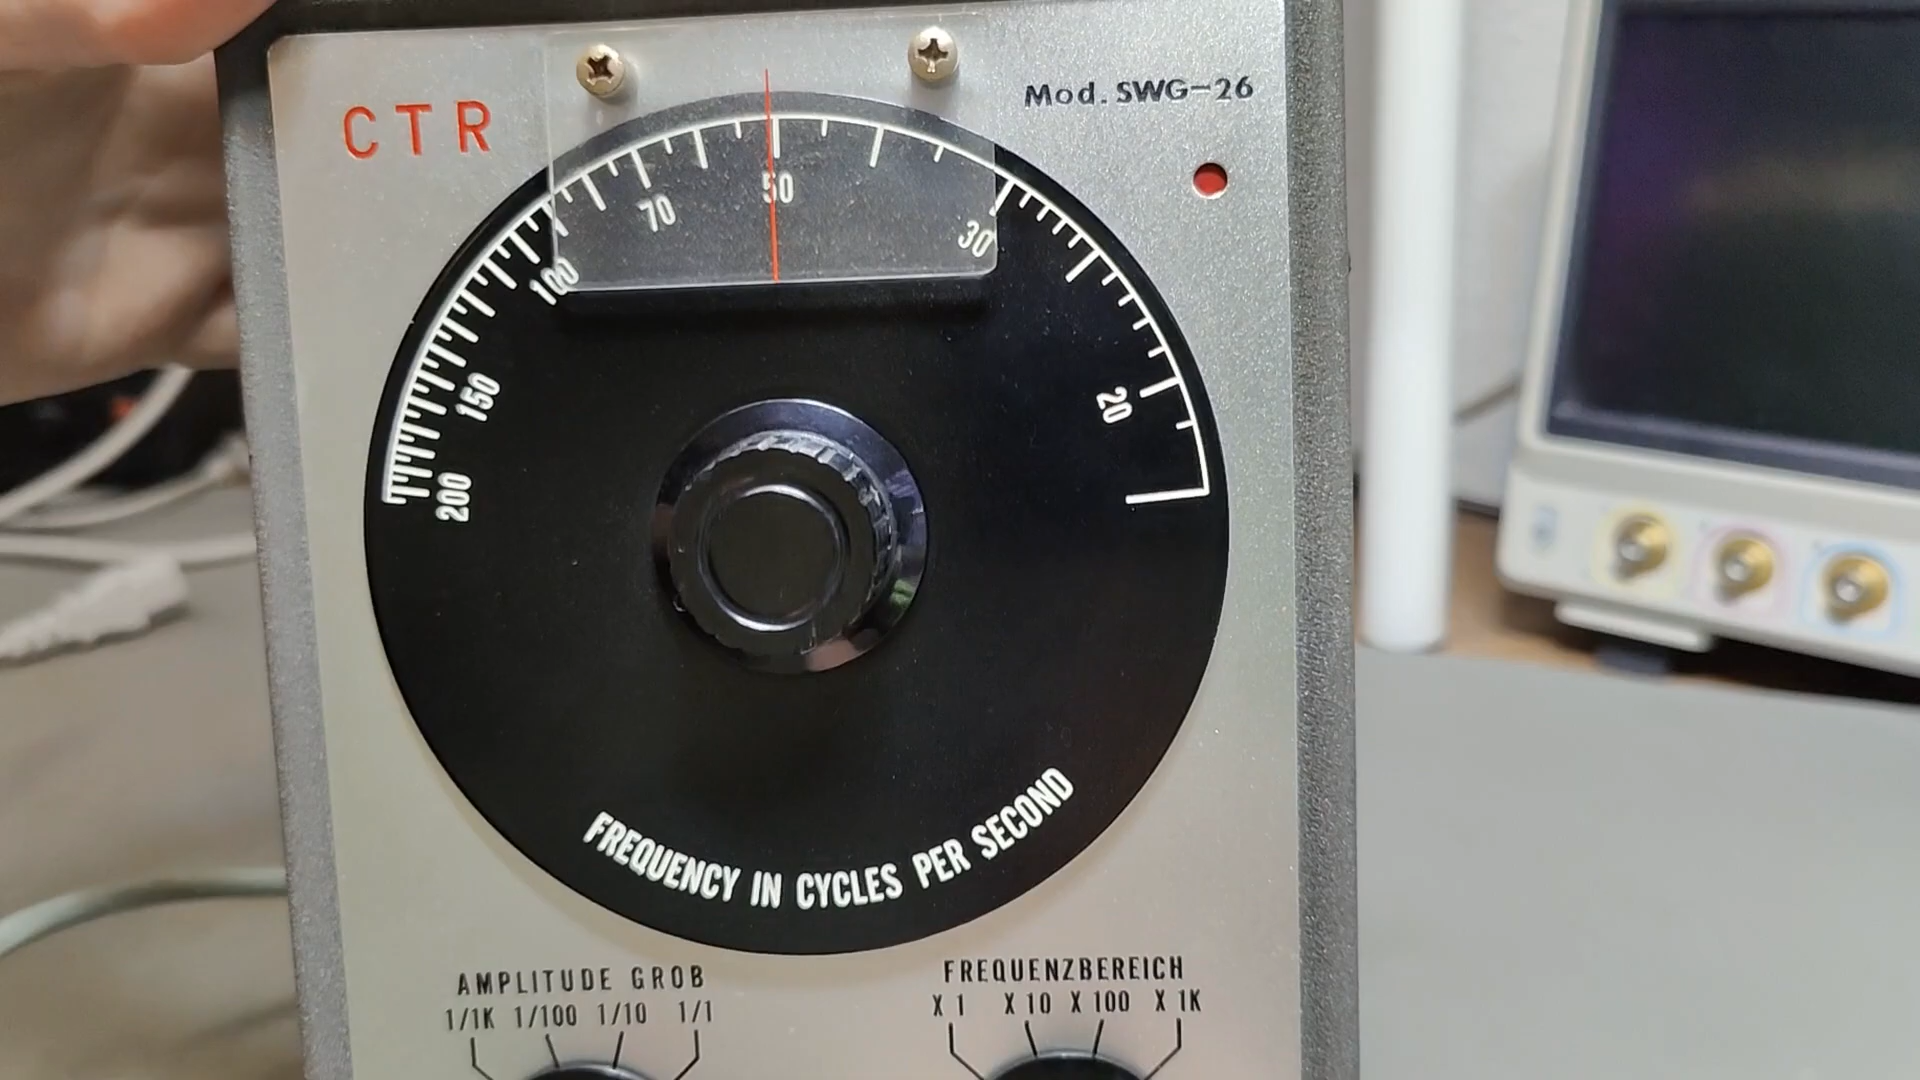 CTR
Mod. SWG-26
200 150 100 70 50 30 20
FREQUENCY IN CYCLES PER SECOND
AMPLITUDE GROB
1/1K 1/100 1/10 1/1
FREQUENZBEREICH
X 1 X 10 X 100 X 1K